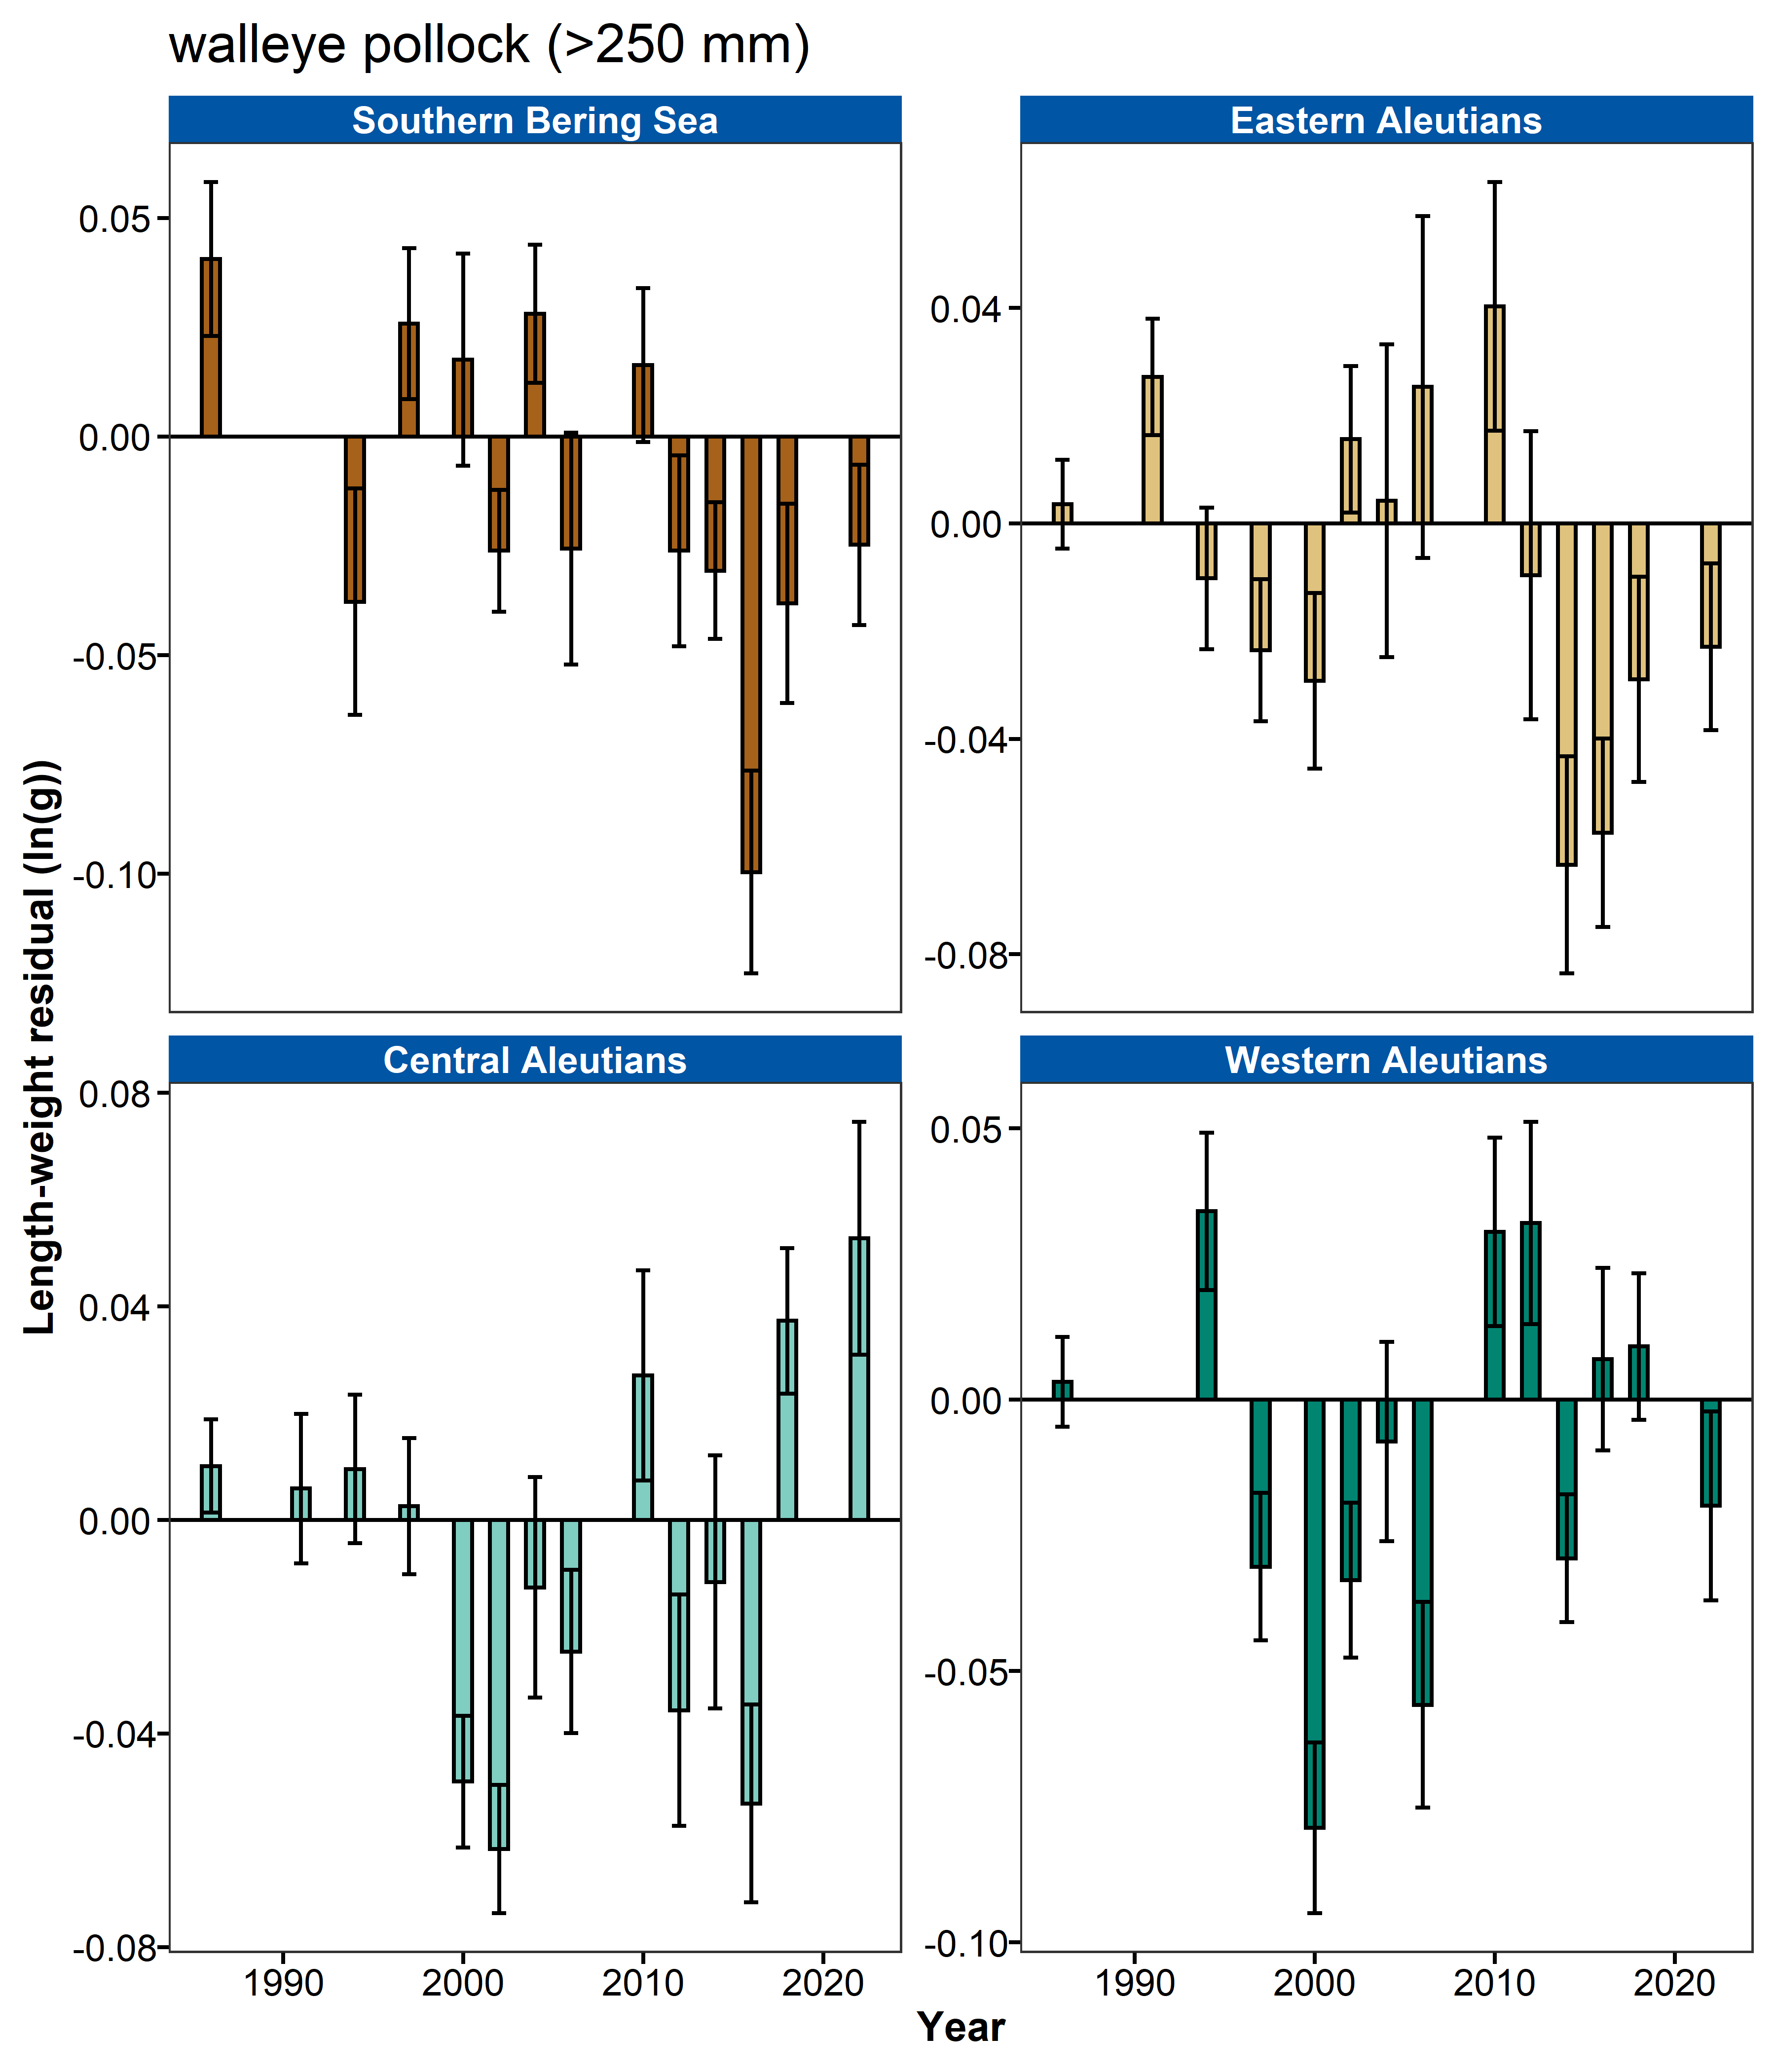 walleye pollock (>250 mm)
Southern Bering Sea
Eastern Aleutians
0.05
0.00
-0.05
-0.10
0.04
0.00
-0.04
-0.08
Length-weight residual (ln(g))
Central Aleutians
Western Aleutians
0.08
0.04
0.00
-0.04
-0.08
0.05
0.00
-0.05
-0.10
1990 2000 2010 2020
1990 2000 2010 2020
Year